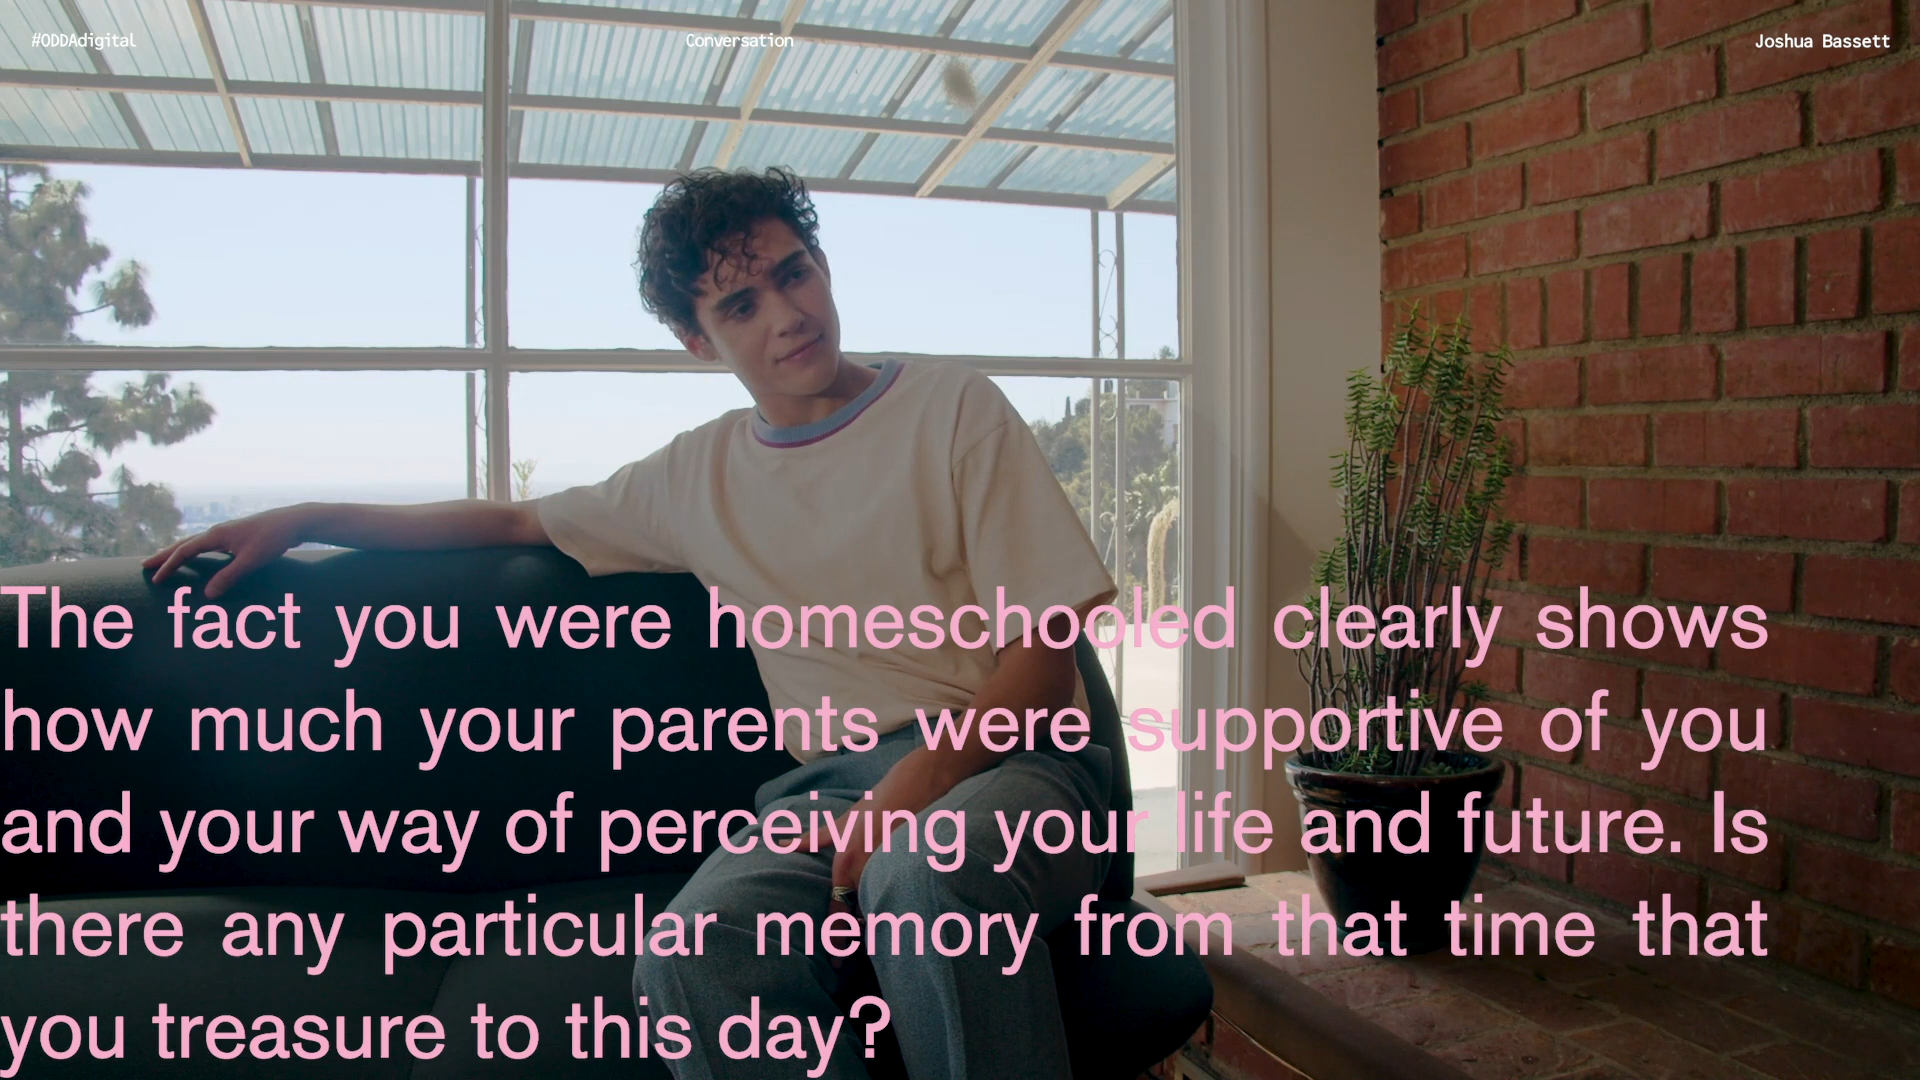 #ODDAdigital
Conversation
Joshua Bassett
The fact you were homeschooled clearly shows
how much your parents were supportive of you
and your way of perceiving your life and future. Is
there any particular memory from that time that
you treasure to this day?